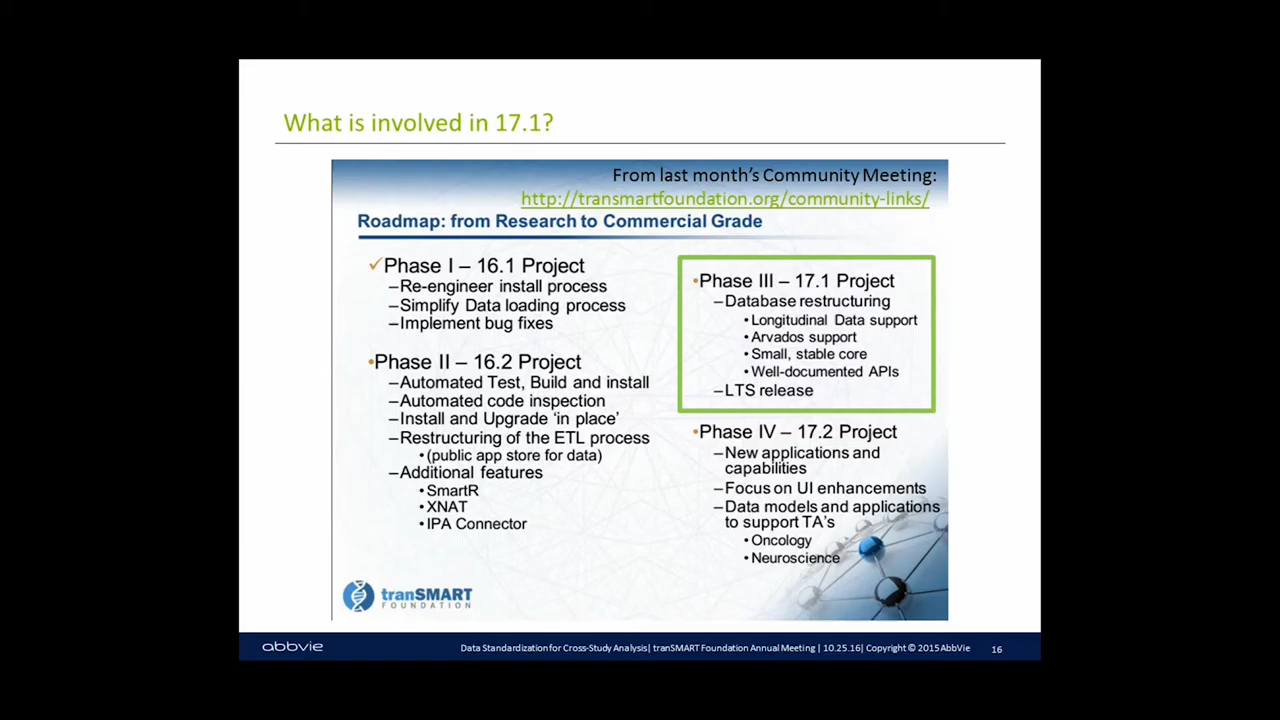 What is involved in 17.1?
From last month's Community Meeting:
http://transmartfoundation.org/community-links/
Roadmap: from Research to Commercial Grade
✓Phase I – 16.1 Project
–Re-engineer install process
–Simplify Data loading process
–Implement bug fixes
•Phase II – 16.2 Project
–Automated Test, Build and install
–Automated code inspection
–Install and Upgrade 'in place'
–Restructuring of the ETL process
•(public app store for data)
–Additional features
•SmartR
•XNAT
•IPA Connector
•Phase III – 17.1 Project
–Database restructuring
•Longitudinal Data support
•Arvados support
•Small, stable core
•Well-documented APIs
–LTS release
•Phase IV – 17.2 Project
–New applications and
capabilities
–Focus on UI enhancements
–Data models and applications
to support TA's
•Oncology
•Neuroscience
tranSMART
FOUNDATION
abbvie
Data Standardization for Cross-Study Analysis| tranSMART Foundation Annual Meeting | 10.25.16| Copyright © 2015 AbbVie
16